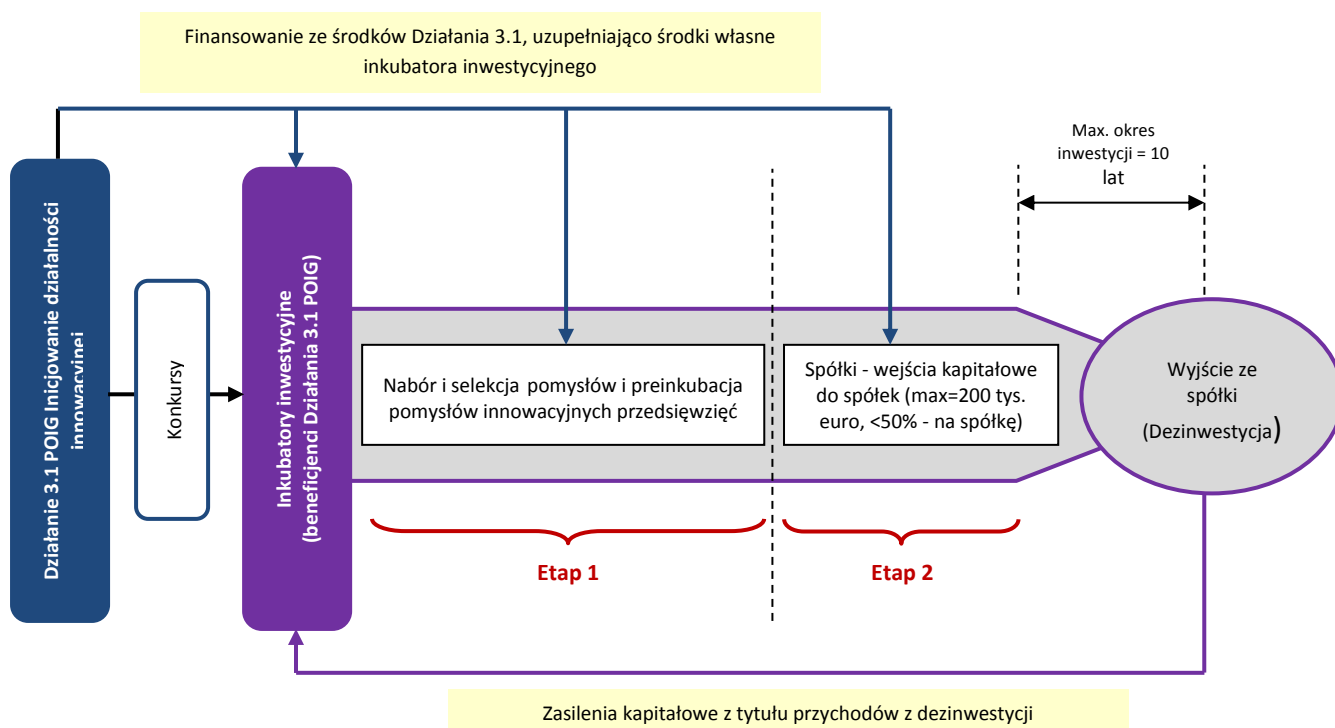 Finansowanie ze środków Działania 3.1, uzupełniająco środki własne
inkubatora inwestycyjnego
Max. okres
inwestycji = 10
lat
Działanie 3.1 POIG Inicjowanie działalności
innowacyjnej
Konkursy
Inkubatory inwestycyjne
(beneficjenci Działania 3.1 POIG)
Nabór i selekcja pomysłów i preinkubacja
pomysłów innowacyjnych przedsięwzięć
Spółki - wejścia kapitałowe
do spółek (max=200 tys.
euro, <50% - na spółkę)
Wyjście ze
spółki
(Dezinwestycja)
Etap 1
Etap 2
Zasilenia kapitałowe z tytułu przychodów z dezinwestycji